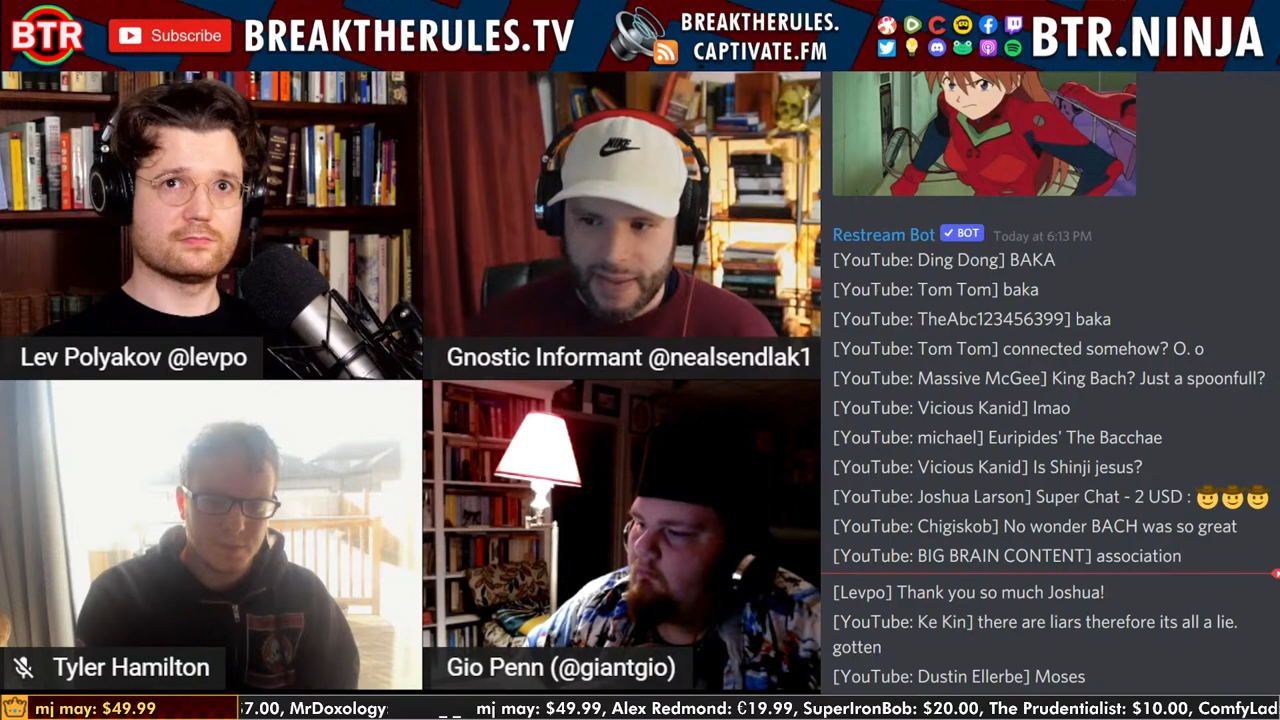 BTR
Subscribe
BREAKTHERULES.TV
BREAKTHERULES.
CAPTIVATE.FM
BTR.NINJA
NIKE
1989
Lev Polyakov @levpo
Gnostic Informant @nealsendlak1
Tyler Hamilton
Gio Penn (@giantgio)
Restream Bot BOT Today at 6:13 PM
[YouTube: Ding Dong] BAKA
[YouTube: Tom Tom] baka
[YouTube: TheAbc123456399] baka
[YouTube: Tom Tom] connected somehow? O. o
[YouTube: Massive McGee] King Bach? Just a spoonfull?
[YouTube: Vicious Kanid] lmao
[YouTube: michael] Euripides' The Bacchae
[YouTube: Vicious Kanid] Is Shinji jesus?
[YouTube: Joshua Larson] Super Chat - 2 USD : 🤠🤠🤠
[YouTube: Chigiskob] No wonder BACH was so great
[YouTube: BIG BRAIN CONTENT] association
[Levpo] Thank you so much Joshua!
[YouTube: Ke Kin] there are liars therefore its all a lie.
gotten
[YouTube: Dustin Ellerbe] Moses
mj may: $49.99
7.00, MrDoxology: mj may: $49.99, Alex Redmond: €19.99, SuperIronBob: $20.00, The Prudentialist: $10.00, ComfyLad